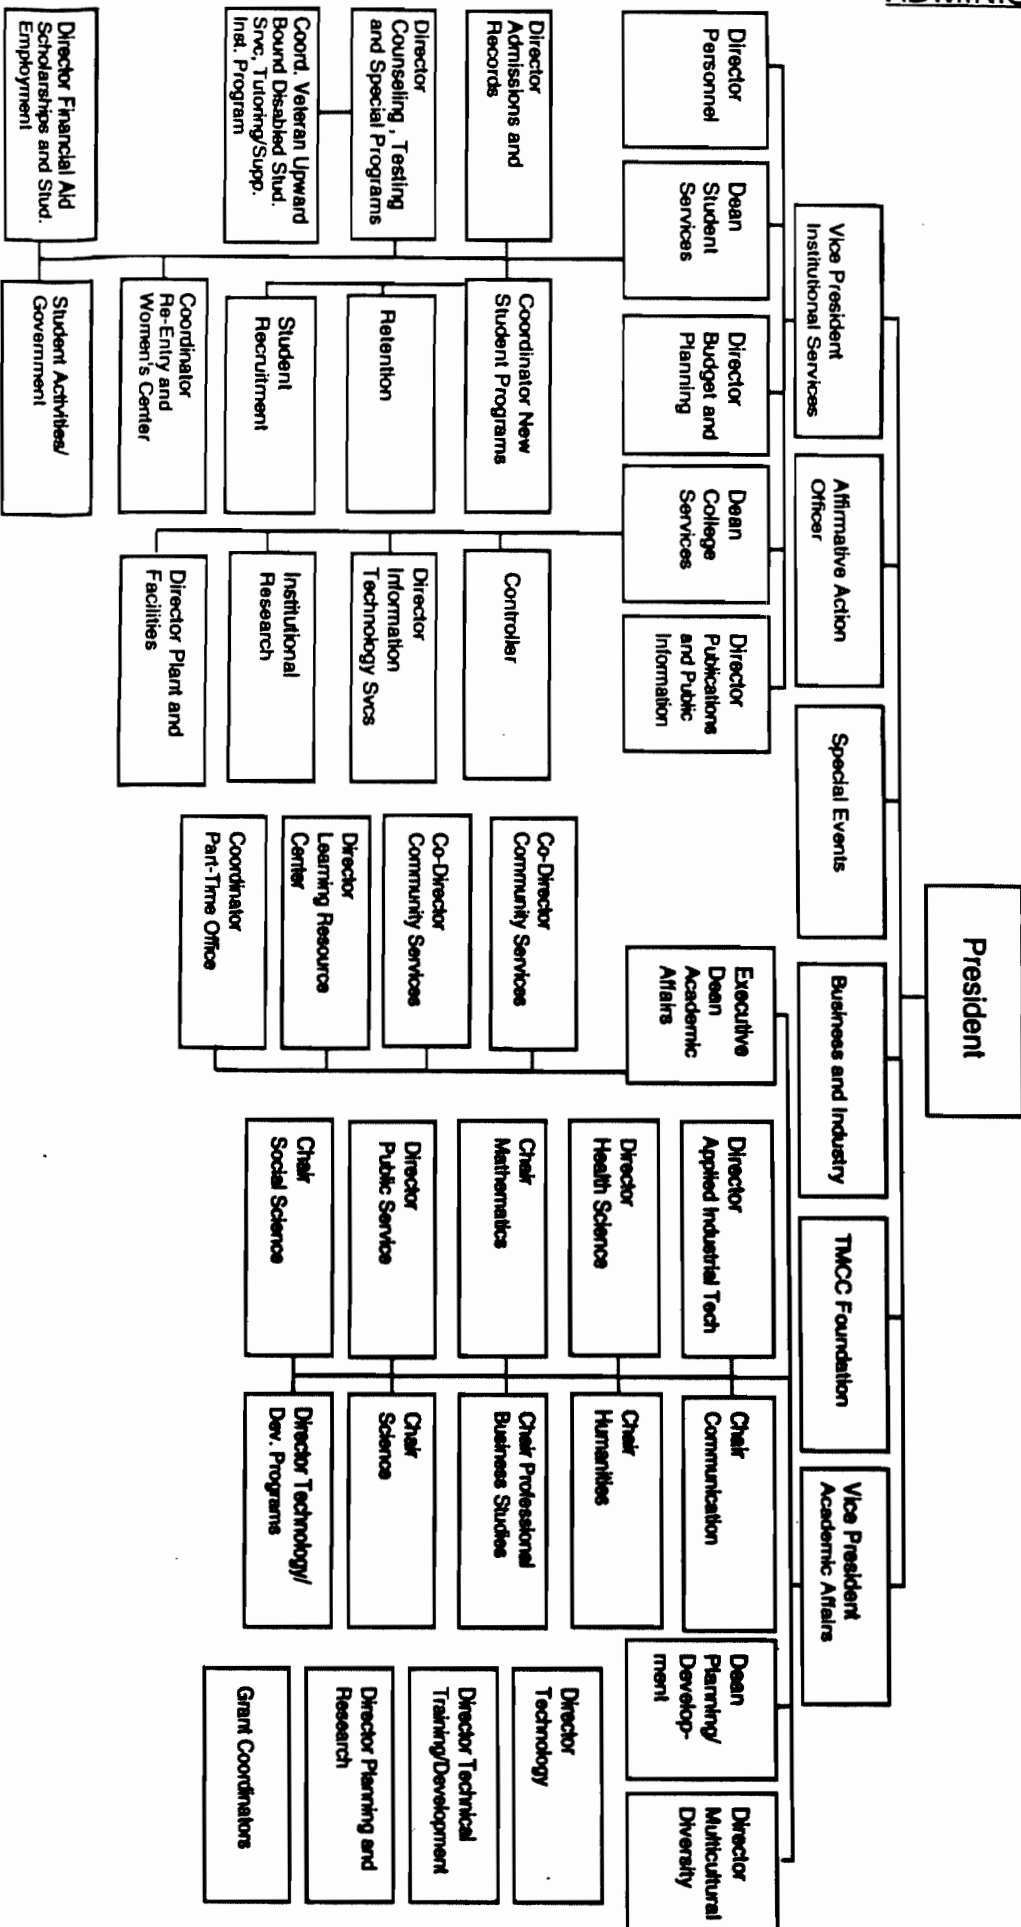 President
Vice President
Institutional Services
Affirmative Action
Officer
Special Events
Business and Industry
TMCC Foundation
Vice President
Academic Affairs
Director
Personnel
Dean
Student
Services
Director
Budget and
Planning
Dean
College
Services
Director
Publications
and Public
Information
Executive
Dean
Academic
Affairs
Dean
Planning/
Develop-
ment
Director
Multicultural
Diversity
Director
Admissions and
Records
Coordinator New
Student Programs
Director
Counseling , Testing
and Special Programs
Retention
Coord. Veteran Upward
Bound Disabled Stud.
Srvc, Tutoring/Supp.
Inst. Program
Student
Recruitment
Coordinator
Re-Entry and
Women's Center
Director Financial Aid
Scholarships and Stud.
Employment
Student Activities/
Government
Controller
Director
Information
Technology Svcs
Institutional
Research
Director Plant and
Facilities
Co-Director
Community Services
Co-Director
Community Services
Director
Learning Resource
Center
Coordinator
Part-Time Office
Director
Applied Industrial Tech
Chair
Communication
Director
Health Science
Chair
Humanities
Chair
Mathematics
Chair Professional
Business Studies
Director
Public Service
Chair
Science
Chair
Social Science
Director Technology/
Dev. Programs
Director
Technology
Director Technical
Training/Development
Director Planning and
Research
Grant Coordinators